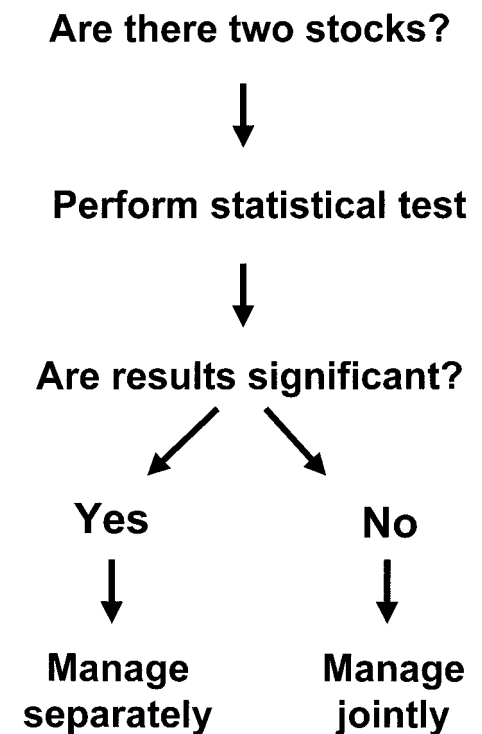 Are there two stocks?
Perform statistical test
Are results significant?
Yes
No
Manage
separately
Manage
jointly